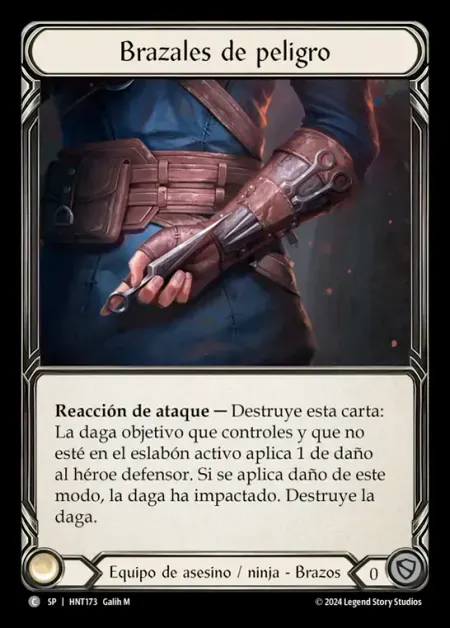 Brazales de peligro
Reacción de ataque — Destruye esta carta:
La daga objetivo que controles y que no
esté en el eslabón activo aplica 1 de daño
al héroe defensor. Si se aplica daño de este
modo, la daga ha impactado. Destruye la
daga.
Equipo de asesino / ninja - Brazos 0
C SP | HNT173 Galih M © 2024 Legend Story Studios